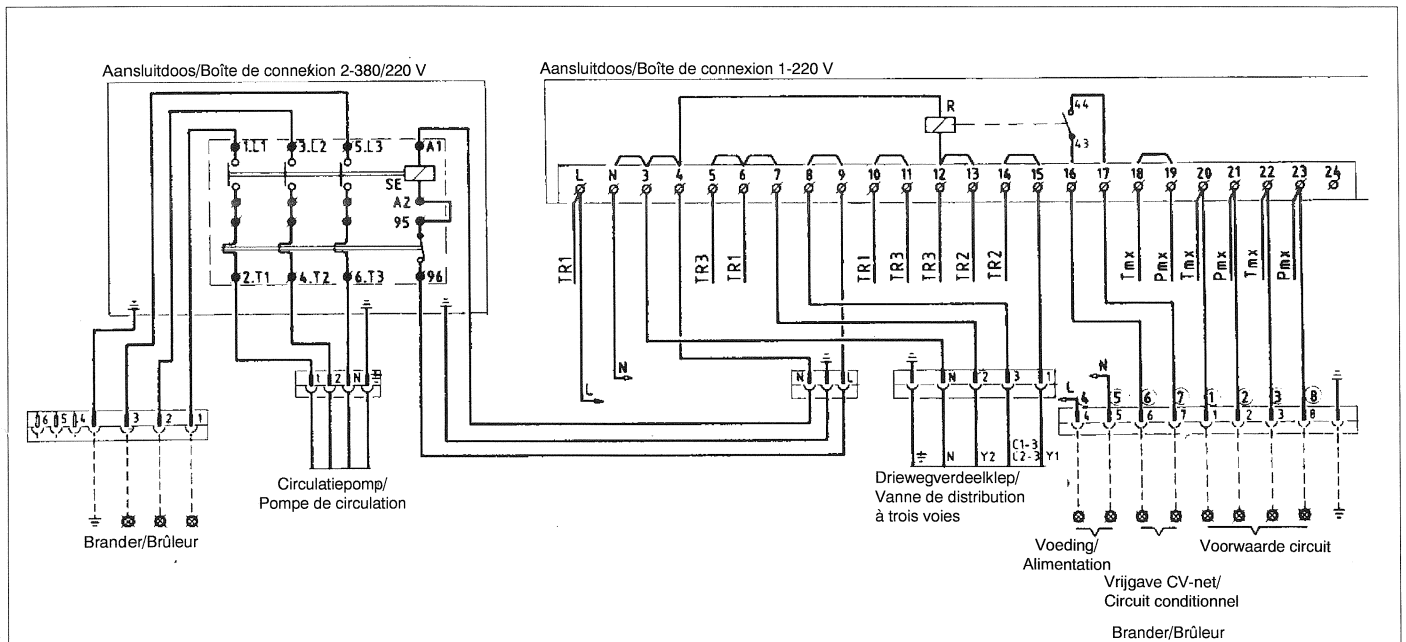 Aansluitdoos/Boîte de connexion 2-380/220 V
Aansluitdoos/Boîte de connexion 1-220 V
1.L1 3.L2 5.L3 A1
SE
A2
95
2.T1 4.T2 6.T3 96
R
44
43
L N 3 4 5 6 7 8 9 10 11 12 13 14 15 16 17 18 19 20 21 22 23 24
TR1 TR3 TR1 TR1 TR3 TR3 TR2 TR2 Tmx Pmx Tmx Pmx Tmx Pmx
L N
6 5 4 3 2 1
1 2 N
N L
N 2 3 1
L N
4 5 6 7 1 2 3 8
4 5 6 7 1 2 3 8
N Y2 C1-3 C2-3 Y1
Brander/Brûleur
Circulatiepomp/
Pompe de circulation
Driewegverdeelklep/
Vanne de distribution
à trois voies
Voeding/
Alimentation
Vrijgave CV-net/
Circuit conditionnel
Voorwaarde circuit
Brander/Brûleur